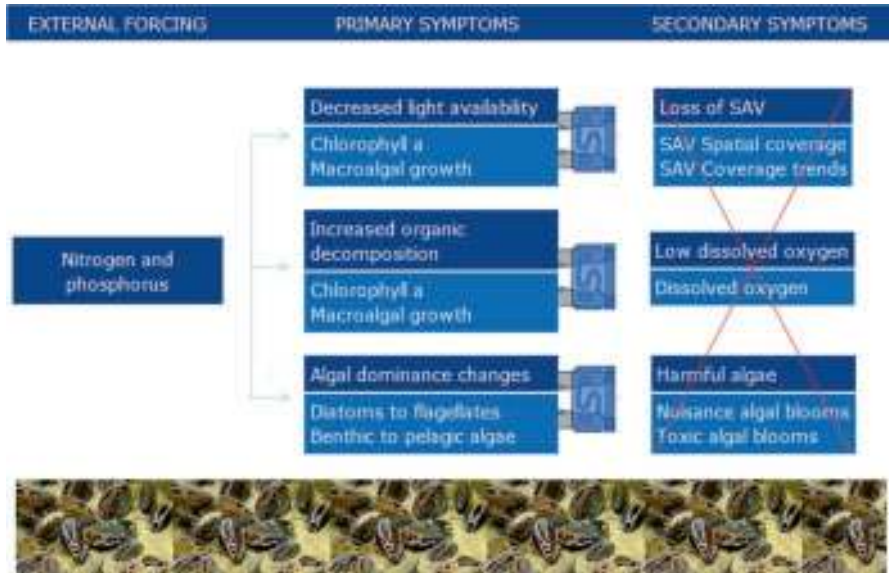 EXTERNAL FORCING
PRIMARY SYMPTOMS
SECONDARY SYMPTOMS
Nitrogen and
phosphorus
Decreased light availability
Chlorophyll a
Macroalgal growth
Increased organic
decomposition
Chlorophyll a
Macroalgal growth
Algal dominance changes
Diatoms to flagellates
Benthic to pelagic algae
Loss of SAV
SAV Spatial coverage
SAV Coverage trends
Low dissolved oxygen
Dissolved oxygen
Harmful algae
Nuisance algal blooms
Toxic algal blooms